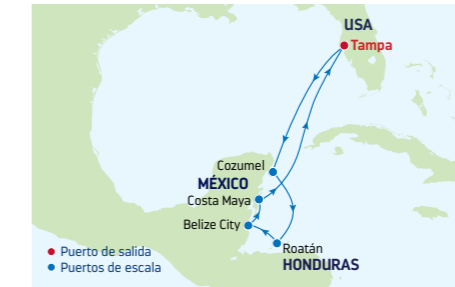 USA
Tampa
Cozumel
MÉXICO
Costa Maya
Belize City
Roatán
HONDURAS
Puerto de salida
Puertos de escala